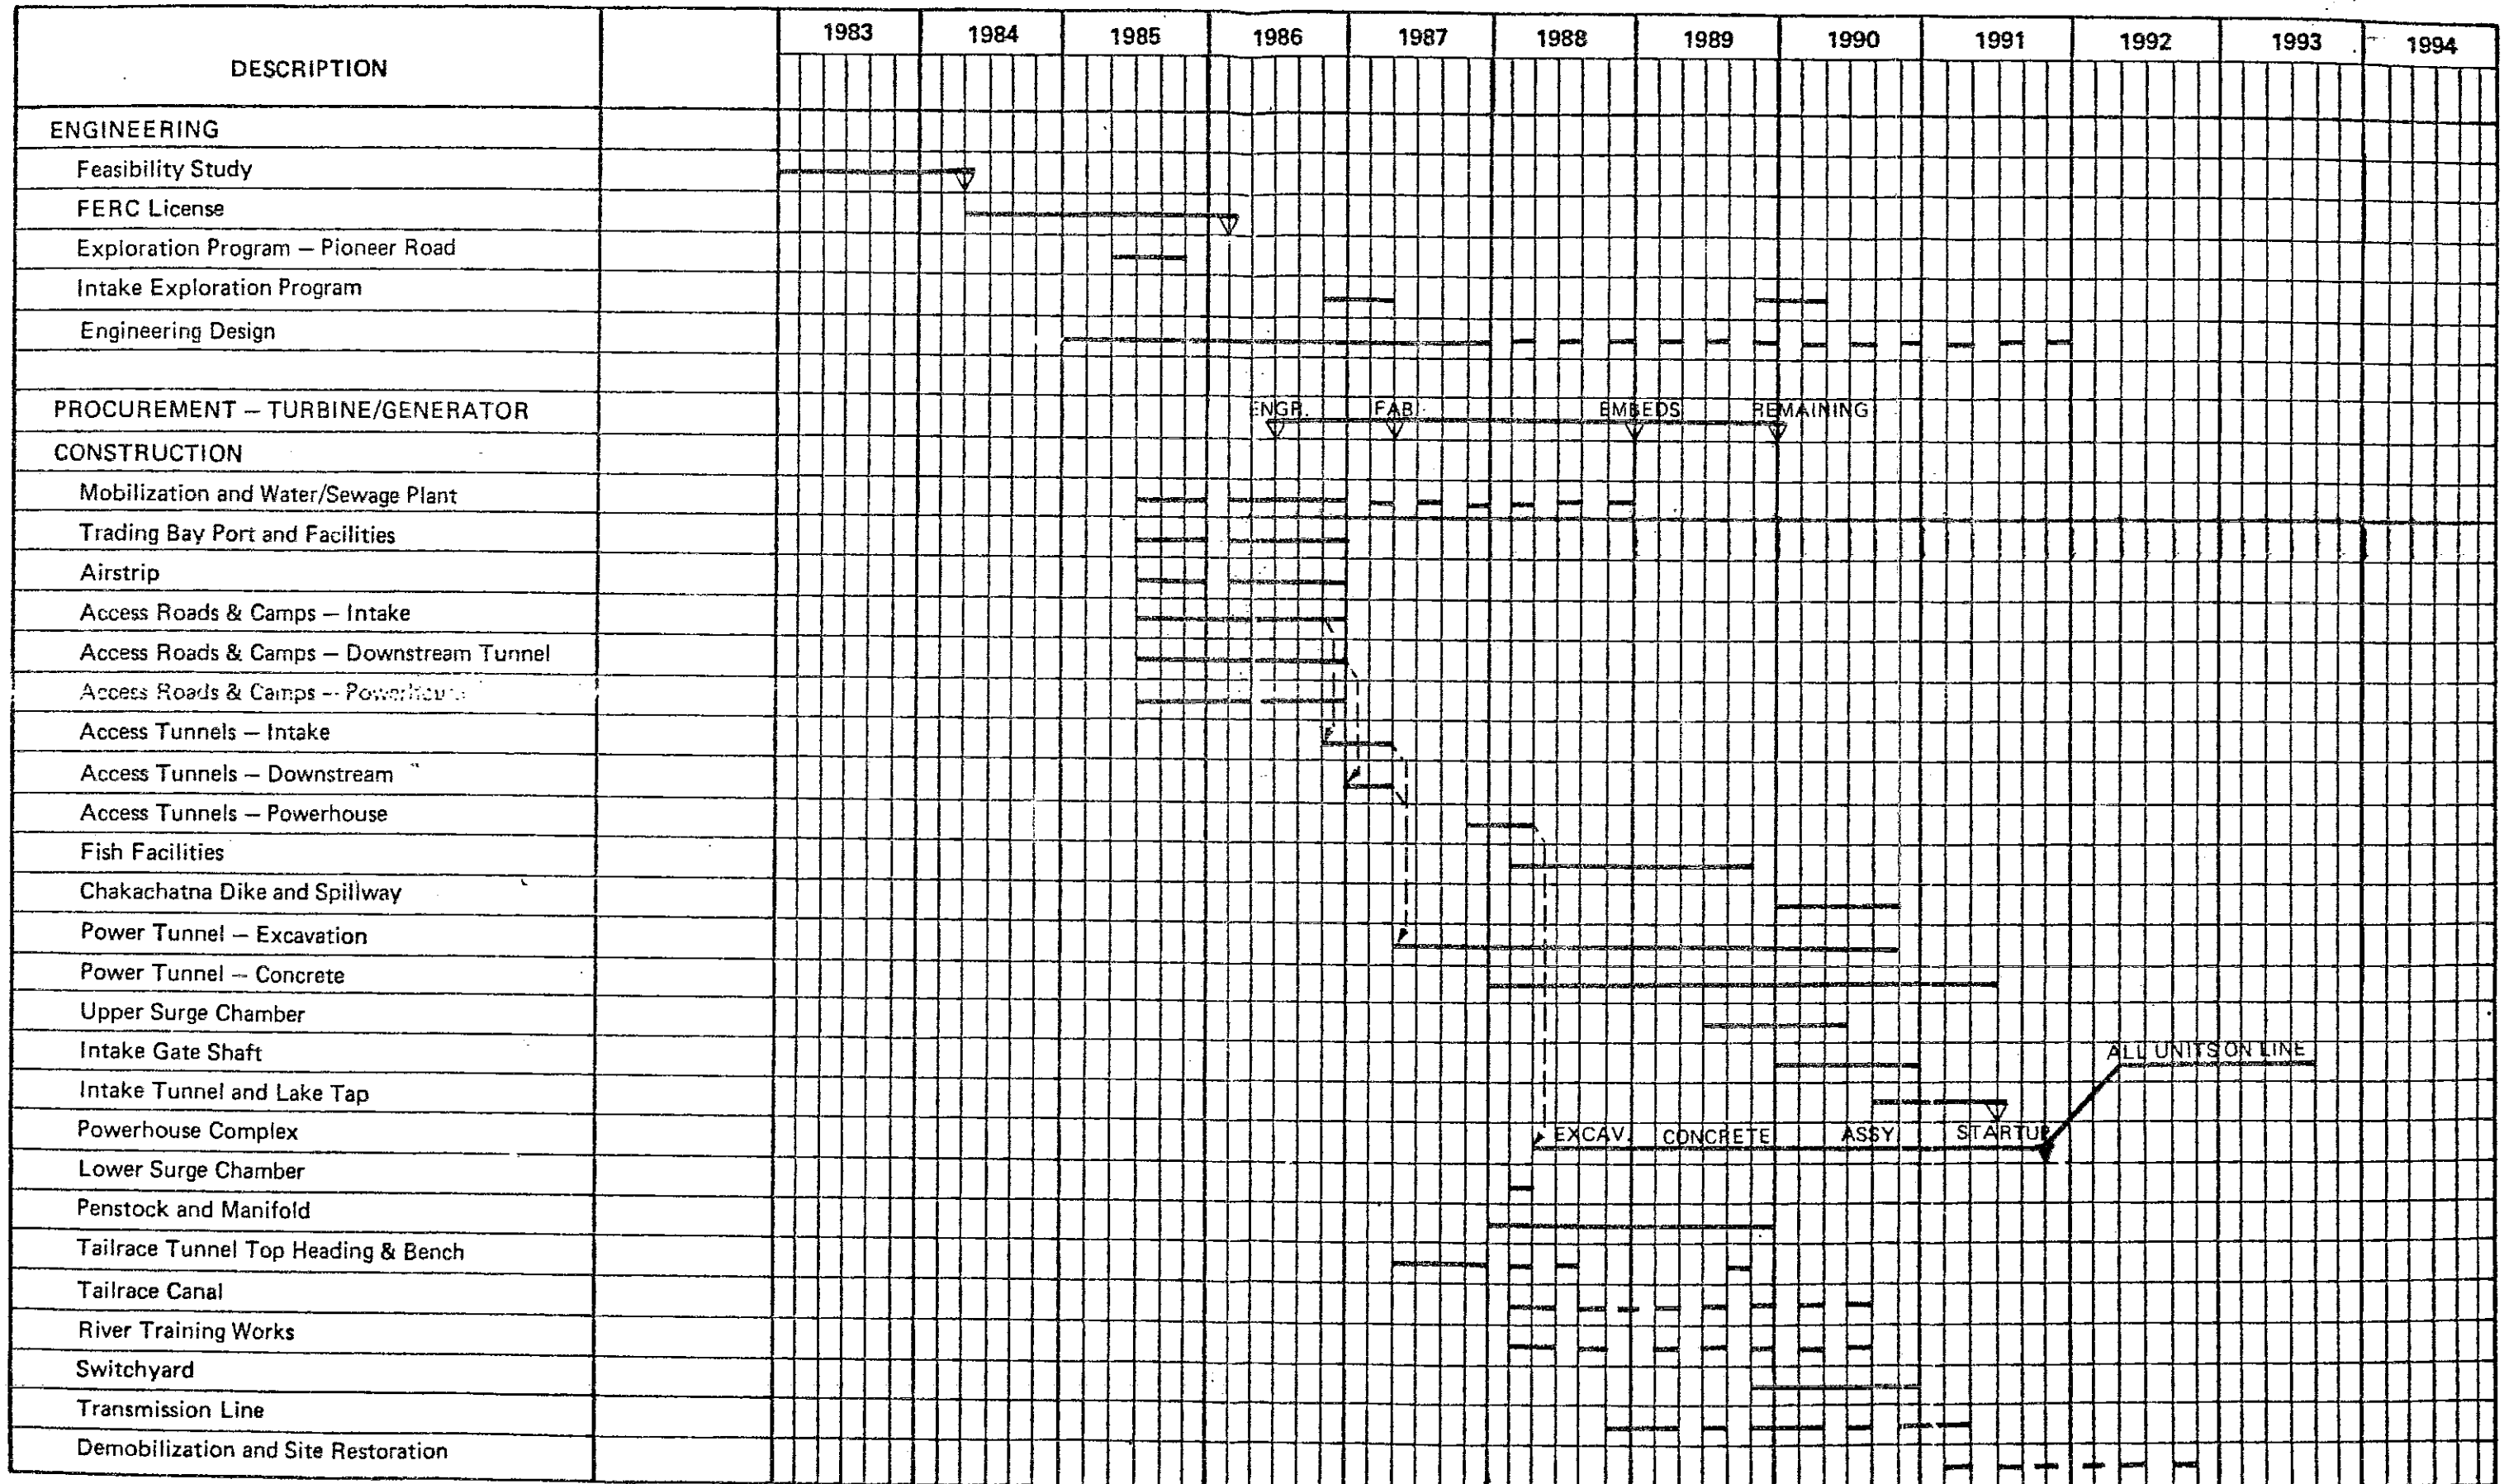 DESCRIPTION
1983 1984 1985 1986 1987 1988 1989 1990 1991 1992 1993 1994
ENGINEERING
Feasibility Study
FERC License
Exploration Program — Pioneer Road
Intake Exploration Program
Engineering Design
PROCUREMENT — TURBINE/GENERATOR ENGR. FAB. EMBEDS REMAINING
CONSTRUCTION
Mobilization and Water/Sewage Plant
Trading Bay Port and Facilities
Airstrip
Access Roads & Camps — Intake
Access Roads & Camps — Downstream Tunnel
Access Roads & Camps — Powerhouse
Access Tunnels — Intake
Access Tunnels — Downstream
Access Tunnels — Powerhouse
Fish Facilities
Chakachatna Dike and Spillway
Power Tunnel — Excavation
Power Tunnel — Concrete
Upper Surge Chamber
Intake Gate Shaft ALL UNITS ON LINE
Intake Tunnel and Lake Tap
Powerhouse Complex EXCAV. CONCRETE ASSY STARTUP
Lower Surge Chamber
Penstock and Manifold
Tailrace Tunnel Top Heading & Bench
Tailrace Canal
River Training Works
Switchyard
Transmission Line
Demobilization and Site Restoration